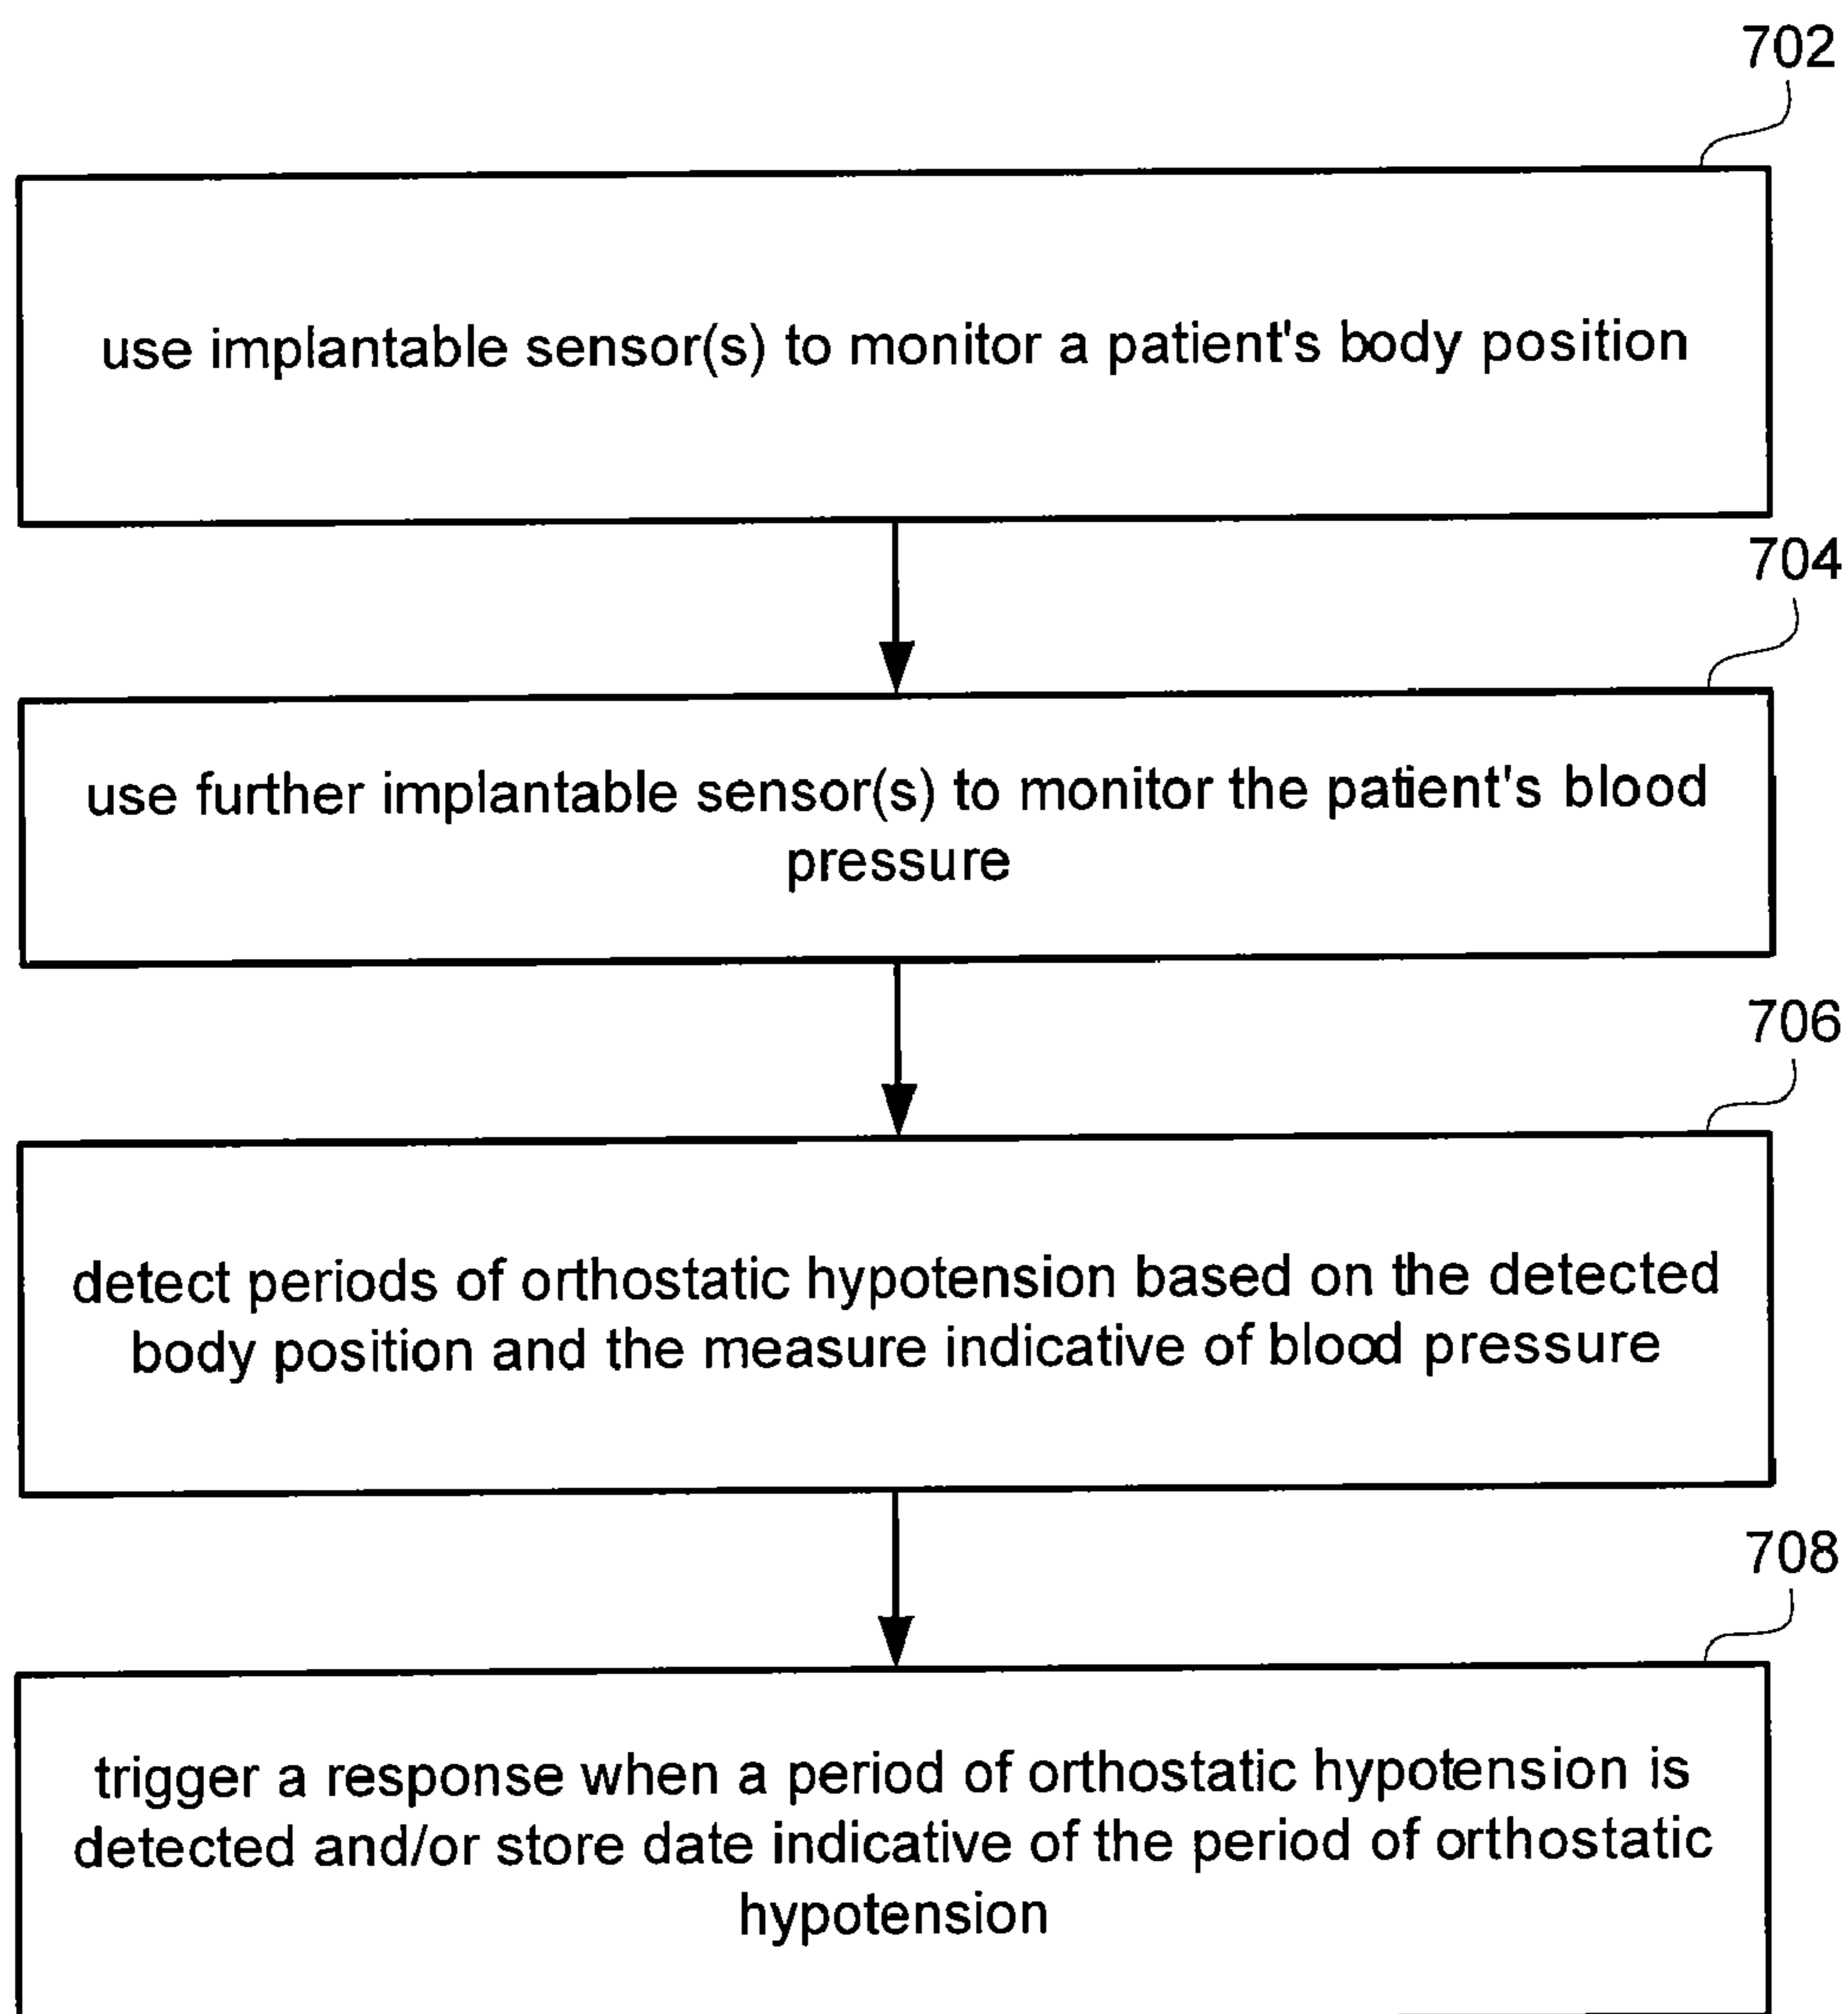 702
use implantable sensor(s) to monitor a patient's body position
704
use further implantable sensor(s) to monitor the patient's blood
pressure
706
detect periods of orthostatic hypotension based on the detected
body position and the measure indicative of blood pressure
708
trigger a response when a period of orthostatic hypotension is
detected and/or store date indicative of the period of orthostatic
hypotension